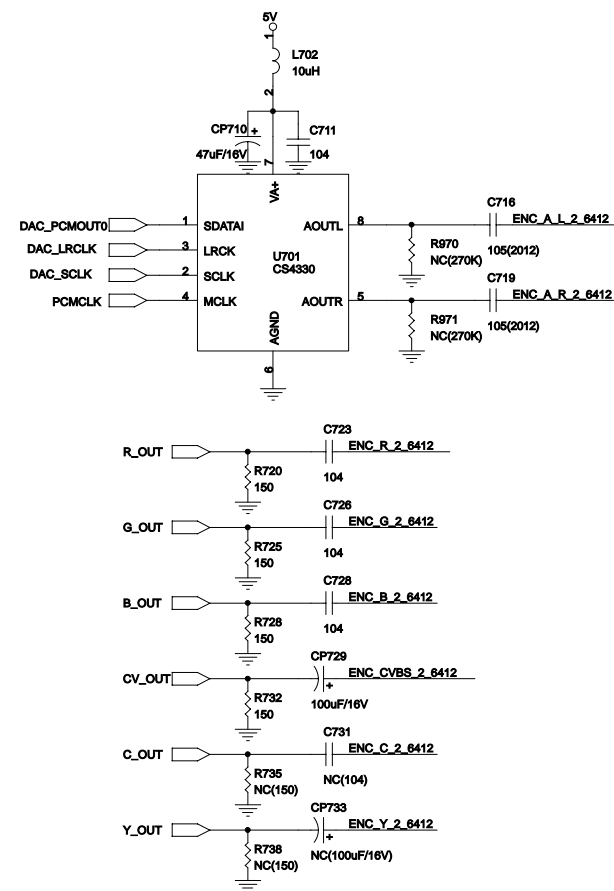 5V
1
L702
10uH
2
CP710 +
47uF/16V
C711
104
7
VA+
DAC_PCMOUT0 1 SDATAI AOUTL 8
DAC_LRCLK 3 LRCK
DAC_SCLK 2 SCLK
PCMCLK 4 MCLK AOUTR 5
U701
CS4330
AGND
6
C716
ENC_A_L_2_6412
105(2012)
R970
NC(270K)
C719
ENC_A_R_2_6412
105(2012)
R971
NC(270K)
R_OUT
C723
ENC_R_2_6412
104
R720
150
G_OUT
C726
ENC_G_2_6412
104
R725
150
B_OUT
C728
ENC_B_2_6412
104
R728
150
CV_OUT
CP729
ENC_CVBS_2_6412
+
100uF/16V
R732
150
C_OUT
C731
ENC_C_2_6412
NC(104)
R735
NC(150)
Y_OUT
CP733
ENC_Y_2_6412
+
NC(100uF/16V)
R738
NC(150)